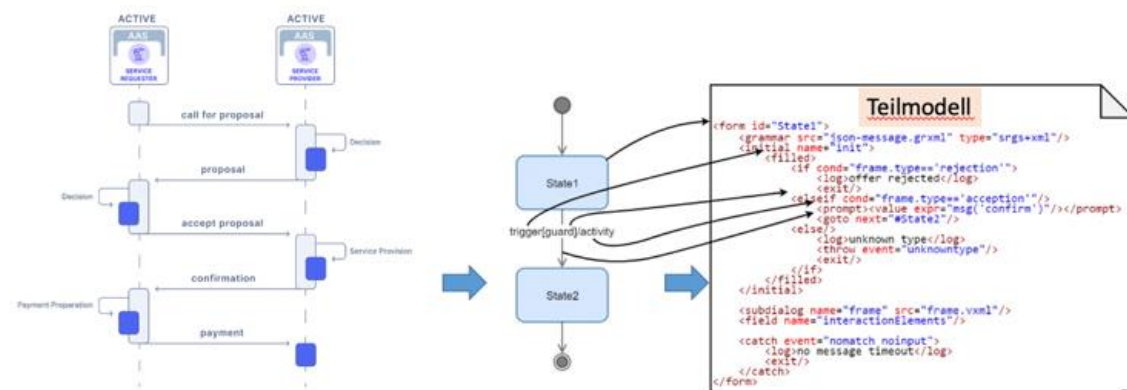 ACTIVE
AAS
SERVICE
REQUESTER
ACTIVE
AAS
SERVICE
PROVIDER
call for proposal
Decision
proposal
Decision
accept proposal
Service Provision
confirmation
Payment Preparation
payment
State1
trigger[guard]/activity
State2
Teilmodell
<form id="State1">
<grammar src="json-message.grxml" type="srgs+xml"/>
<initial name="init">
<filled>
<if cond="frame.type=='rejection'">
<log>offer rejected</log>
<exit/>
<elseif cond="frame.type=='acception'"/>
<prompt><value expr="msg('confirm')"/></prompt>
<goto next="#State2"/>
<else/>
<log>unknown type</log>
<throw event="unknowntype"/>
<exit/>
</if>
</filled>
</initial>
<subdialog name="frame" src="frame.vxml"/>
<field name="interactionElements"/>
<catch event="nomatch noinput">
<log>no message timeout</log>
<exit/>
</catch>
</form>